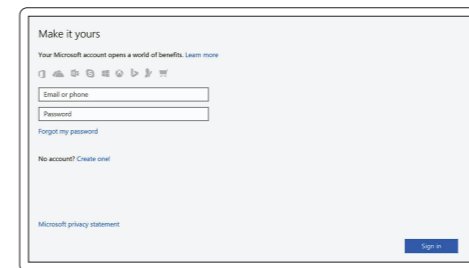 Make it yours
Your Microsoft account opens a world of benefits. Learn more
Email or phone
Password
Forgot my password
No account? Create one!
Microsoft privacy statement
Sign in